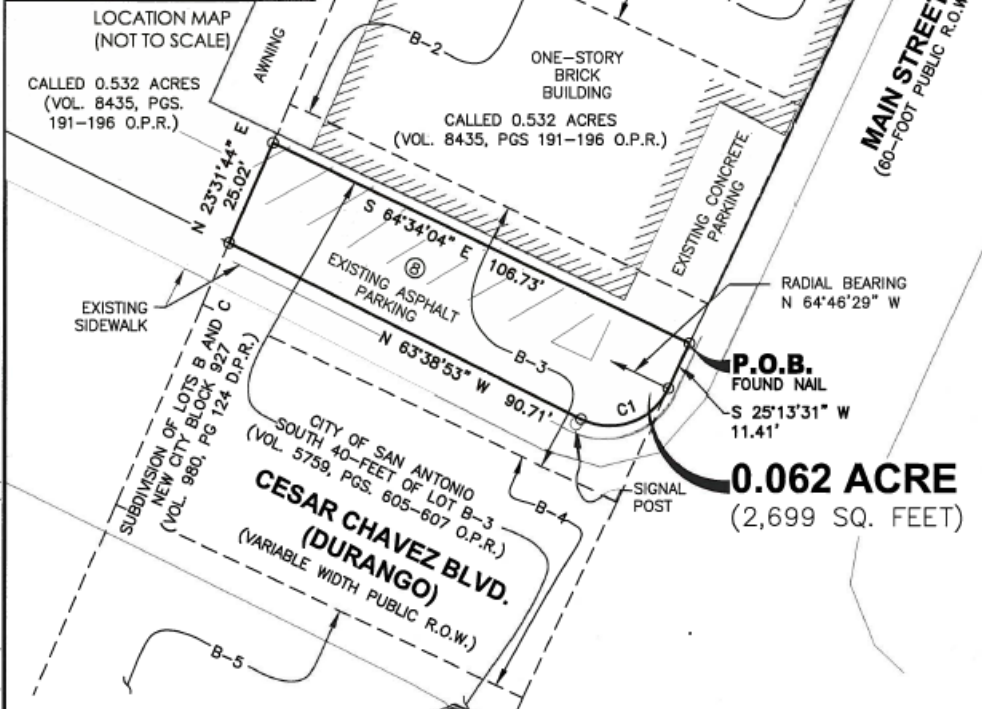 LOCATION MAP
(NOT TO SCALE)
CALLED 0.532 ACRES
(VOL. 8435, PGS.
191-196 O.P.R.)
AWNING
B-2
ONE-STORY
BRICK
BUILDING
CALLED 0.532 ACRES
(VOL. 8435, PGS 191-196 O.P.R.)
MAIN STREET
(60-FOOT PUBLIC R.O.W.
N 23°31'44" E
25.02'
S 64°34'04" E 106.73'
8
EXISTING ASPHALT
PARKING
EXISTING CONCRETE
PARKING
RADIAL BEARING
N 64°46'29" W
EXISTING
SIDEWALK
N 63°38'53" W 90.71'
B-3
C1
P.O.B.
FOUND NAIL
S 25°13'31" W
11.41'
0.062 ACRE
(2,699 SQ. FEET)
SUBDIVISION OF LOTS B AND C
NEW CITY BLOCK 927
(VOL. 980, PG 124 D.P.R.)
CITY OF SAN ANTONIO
SOUTH 40-FEET OF LOT B-3
(VOL. 5759, PGS. 605-607 O.P.R.)
SIGNAL
POST
B-4
CESAR CHAVEZ BLVD.
(DURANGO)
(VARIABLE WIDTH PUBLIC R.O.W.)
B-5